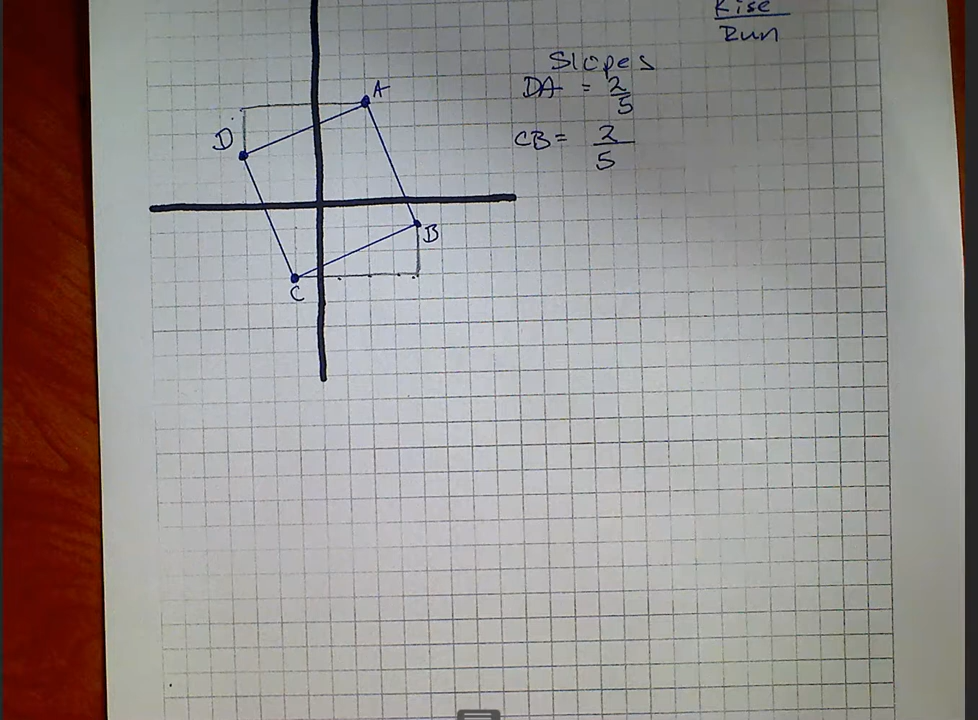 Rise
Run
Slopes
DA = 2/5
CB = 2/5
A
D
B
C